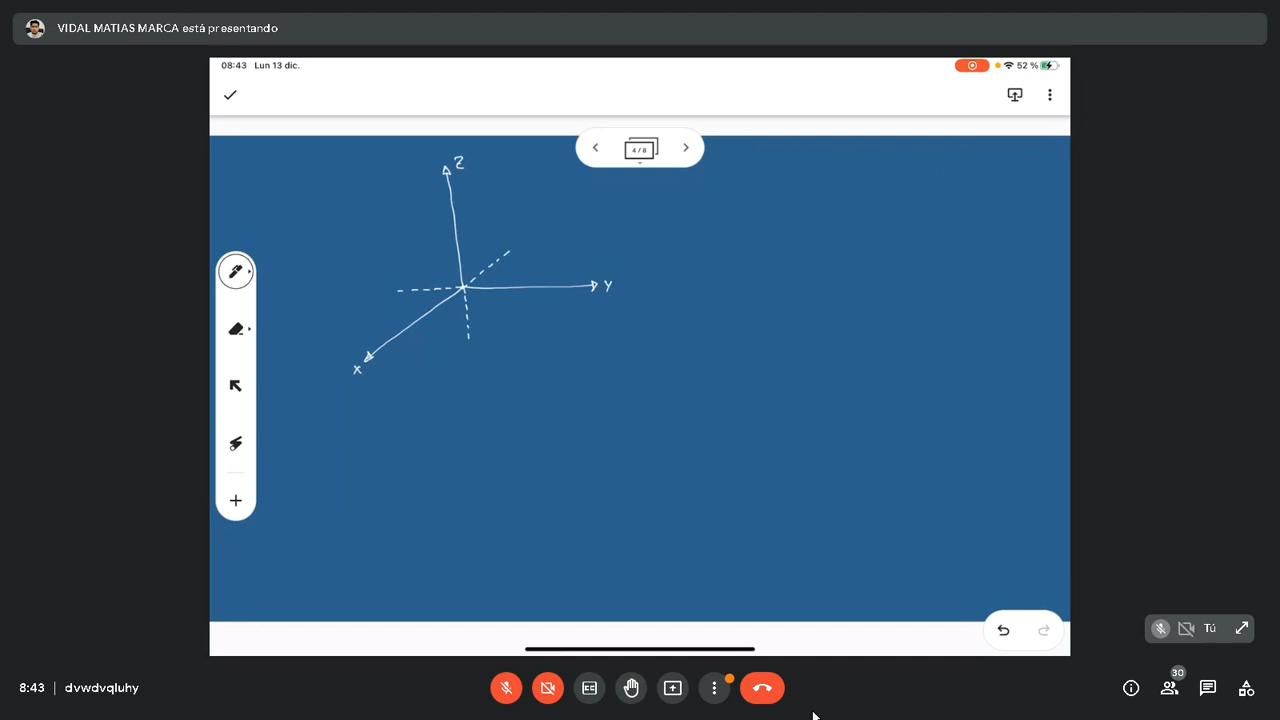 VIDAL MATIAS MARCA está presentando
08:43 Lun 13 dic.
52 %
4 / 8
Z
Y
X
Tú
30
8:43 | dvwdvqluhy